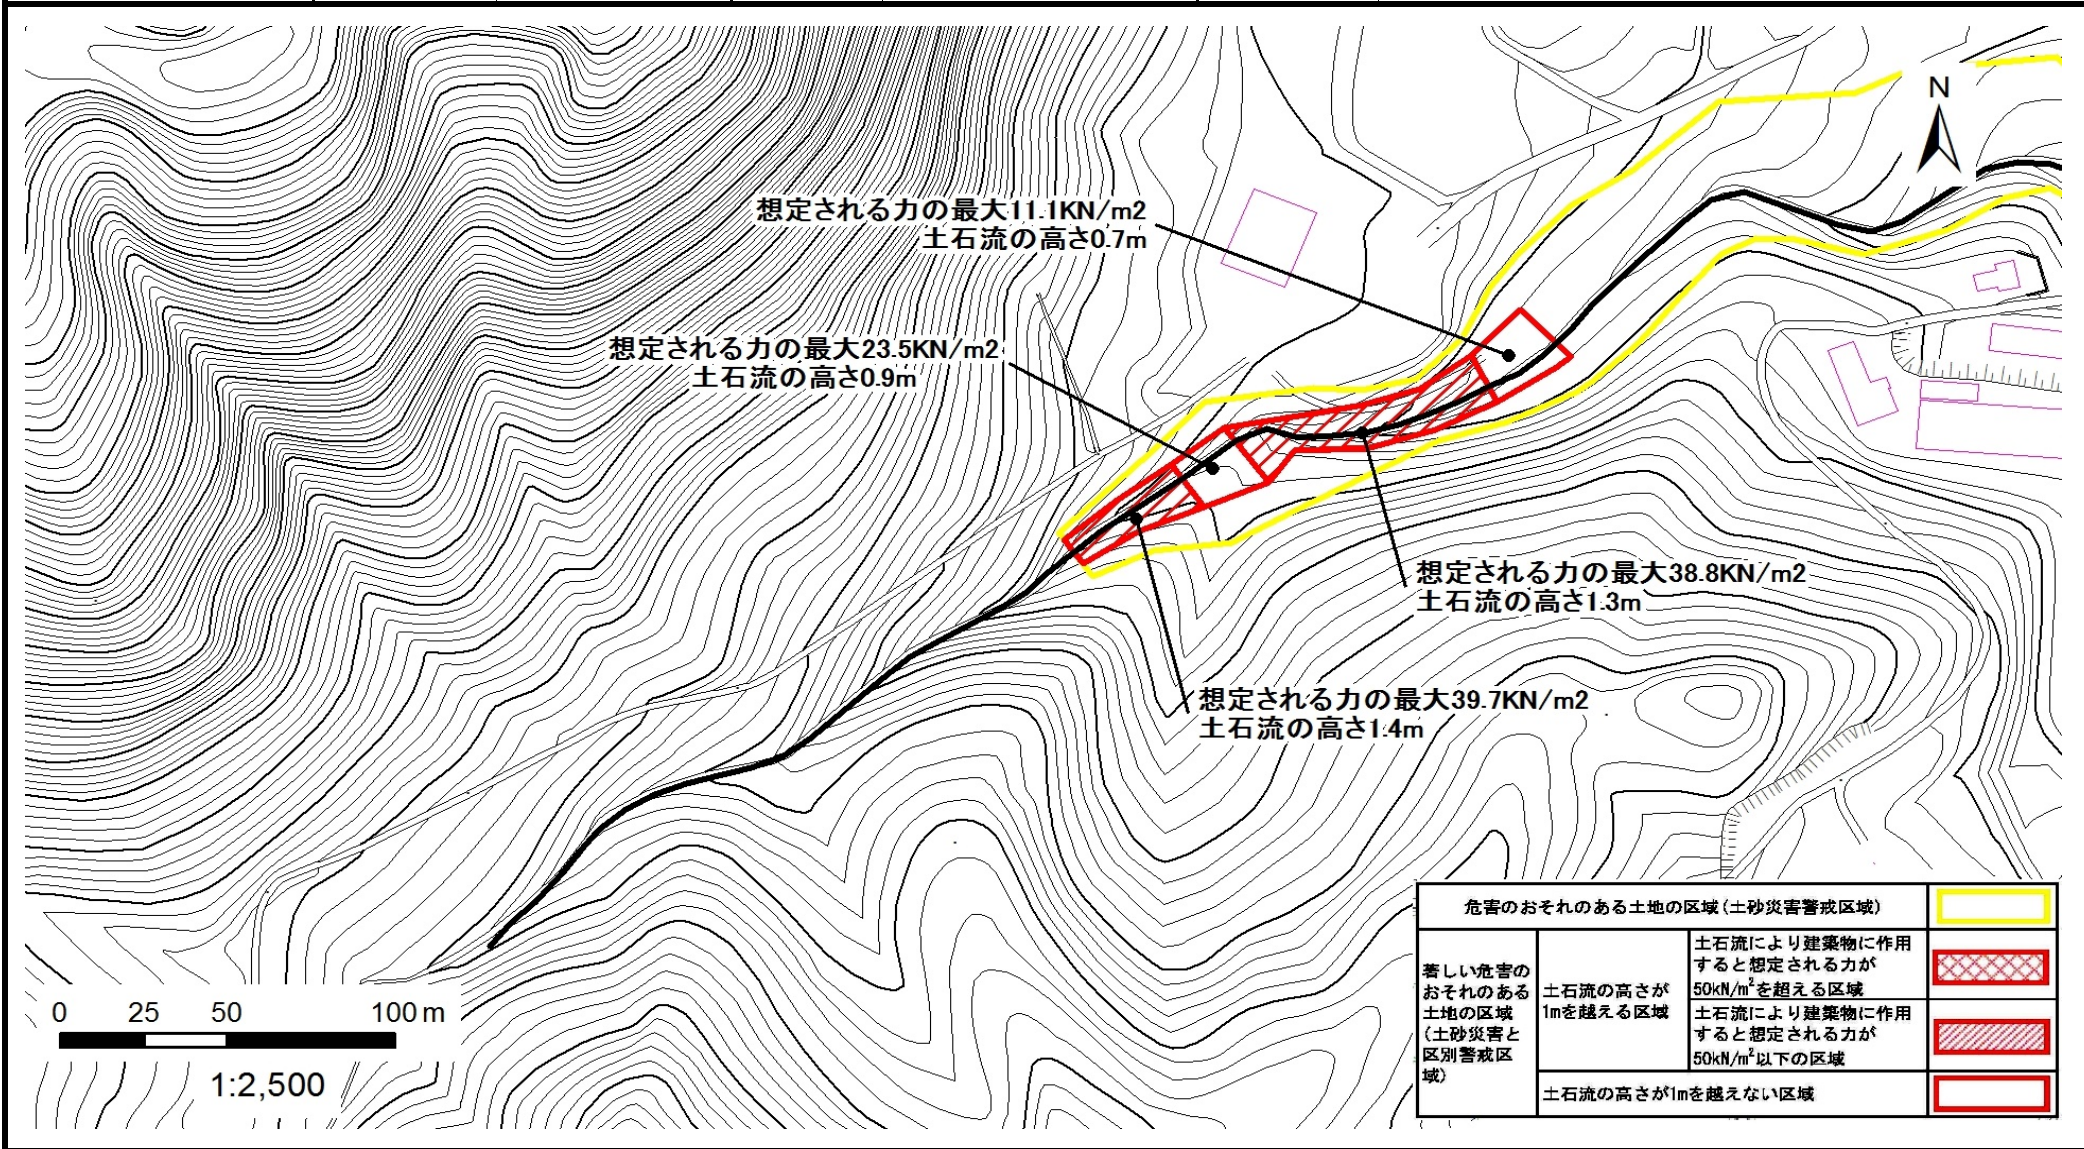 N
想定される力の最大11.1KN/m2
土石流の高さ0.7m
想定される力の最大23.5KN/m2
土石流の高さ0.9m
想定される力の最大38.8KN/m2
土石流の高さ1.3m
想定される力の最大39.7KN/m2
土石流の高さ1.4m
0 25 50 100 m
1:2,500
危害のおそれのある土地の区域(土砂災害警戒区域)
著しい危害の
おそれのある
土地の区域
(土砂災害と
区別警戒区
域)
土石流の高さが
1mを越える区域
土石流により建築物に作用
すると想定される力が
50kN/m²を超える区域
土石流により建築物に作用
すると想定される力が
50kN/m²以下の区域
土石流の高さが1mを越えない区域